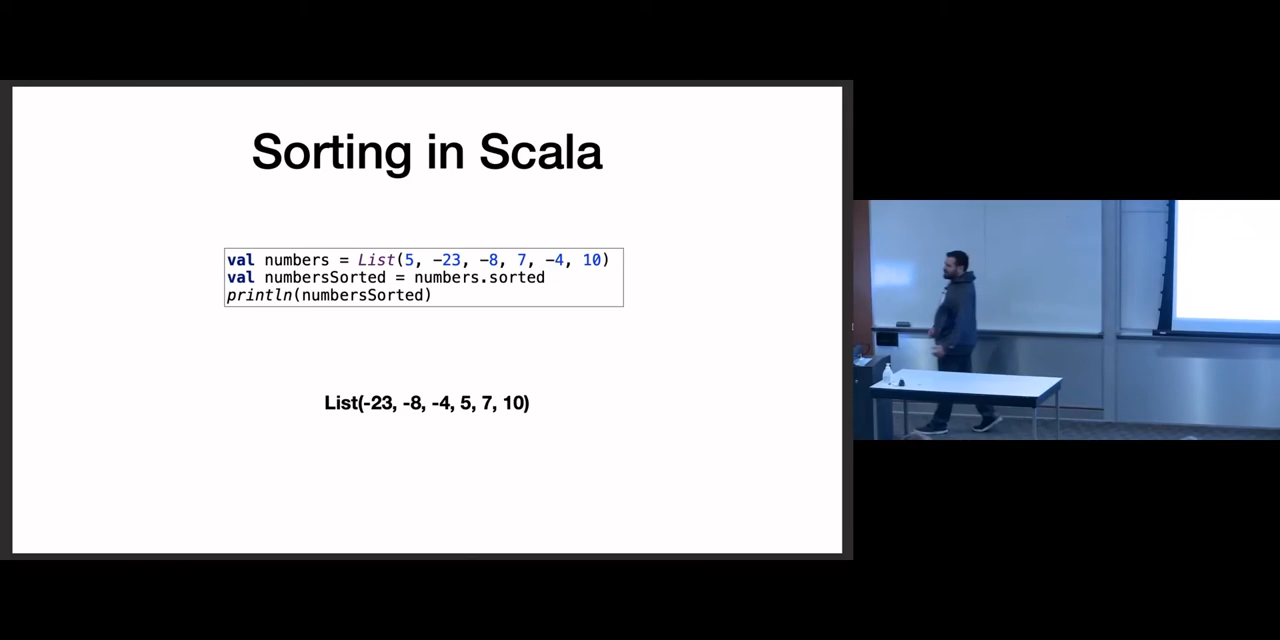 Sorting in Scala
val numbers = List(5, -23, -8, 7, -4, 10)
val numbersSorted = numbers.sorted
println(numbersSorted)
List(-23, -8, -4, 5, 7, 10)